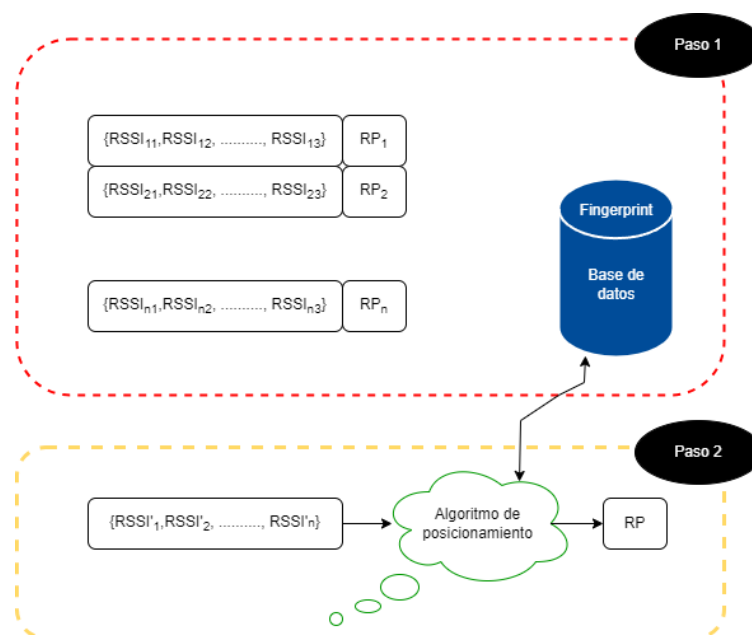 Paso 1
{RSSI11,RSSI12, .........., RSSI13} RP1
{RSSI21,RSSI22, .........., RSSI23} RP2
Fingerprint
Base de
datos
{RSSIn1,RSSIn2, .........., RSSIn3} RPn
Paso 2
{RSSI'1,RSSI'2, .........., RSSI'n}
Algoritmo de
posicionamiento
RP